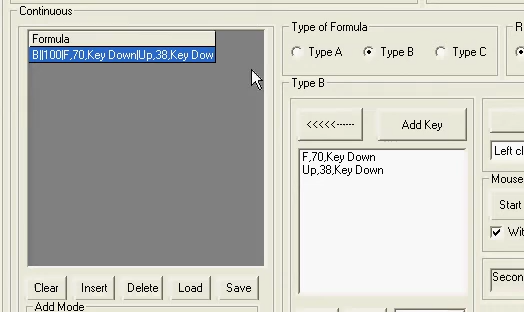 Continuous
Formula
B||100|F,70,Key Down|Up,38,Key Dow
Clear
Insert
Delete
Load
Save
Add Mode
Type of Formula
Type A
Type B
Type C
R
Type B
<<<<<------
Add Key
F,70,Key Down
Up,38,Key Down
Left cl
Mouse
Start
Wit
Secon